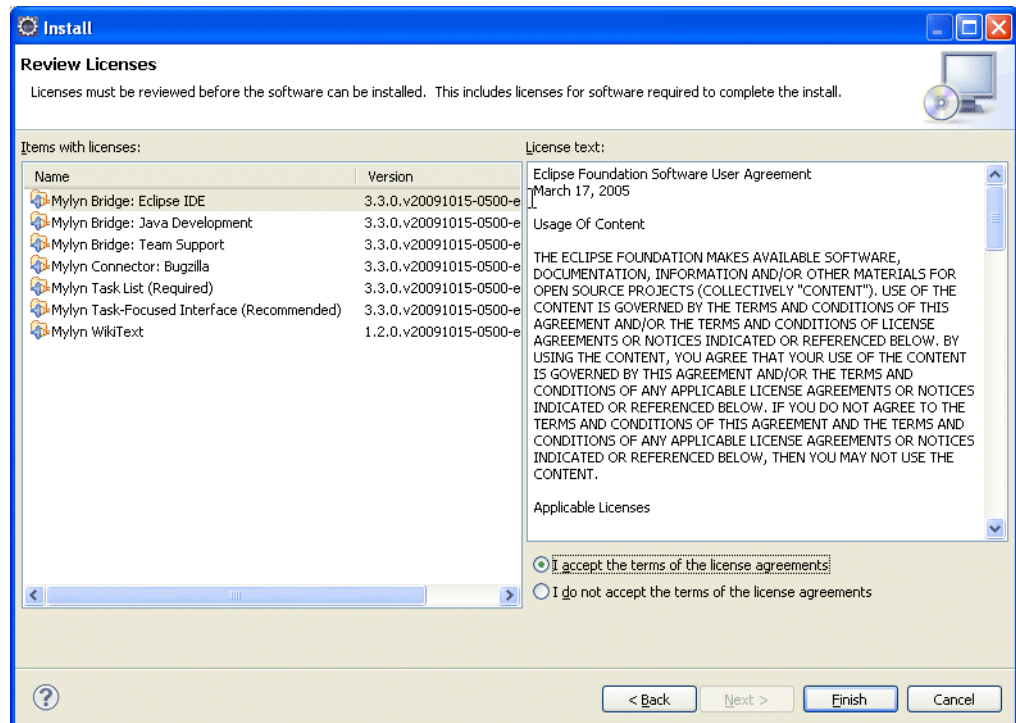 Install
Review Licenses
Licenses must be reviewed before the software can be installed. This includes licenses for software required to complete the install.
Items with licenses:
Name Version
Mylyn Bridge: Eclipse IDE 3.3.0.v20091015-0500-e
Mylyn Bridge: Java Development 3.3.0.v20091015-0500-e
Mylyn Bridge: Team Support 3.3.0.v20091015-0500-e
Mylyn Connector: Bugzilla 3.3.0.v20091015-0500-e
Mylyn Task List (Required) 3.3.0.v20091015-0500-e
Mylyn Task-Focused Interface (Recommended) 3.3.0.v20091015-0500-e
Mylyn WikiText 1.2.0.v20091015-0500-e
License text:
Eclipse Foundation Software User Agreement
March 17, 2005
Usage Of Content
THE ECLIPSE FOUNDATION MAKES AVAILABLE SOFTWARE,
DOCUMENTATION, INFORMATION AND/OR OTHER MATERIALS FOR
OPEN SOURCE PROJECTS (COLLECTIVELY "CONTENT"). USE OF THE
CONTENT IS GOVERNED BY THE TERMS AND CONDITIONS OF THIS
AGREEMENT AND/OR THE TERMS AND CONDITIONS OF LICENSE
AGREEMENTS OR NOTICES INDICATED OR REFERENCED BELOW. BY
USING THE CONTENT, YOU AGREE THAT YOUR USE OF THE CONTENT
IS GOVERNED BY THIS AGREEMENT AND/OR THE TERMS AND
CONDITIONS OF ANY APPLICABLE LICENSE AGREEMENTS OR NOTICES
INDICATED OR REFERENCED BELOW. IF YOU DO NOT AGREE TO THE
TERMS AND CONDITIONS OF THIS AGREEMENT AND THE TERMS AND
CONDITIONS OF ANY APPLICABLE LICENSE AGREEMENTS OR NOTICES
INDICATED OR REFERENCED BELOW, THEN YOU MAY NOT USE THE
CONTENT.
Applicable Licenses
I accept the terms of the license agreements
I do not accept the terms of the license agreements
? < Back Next > Finish Cancel